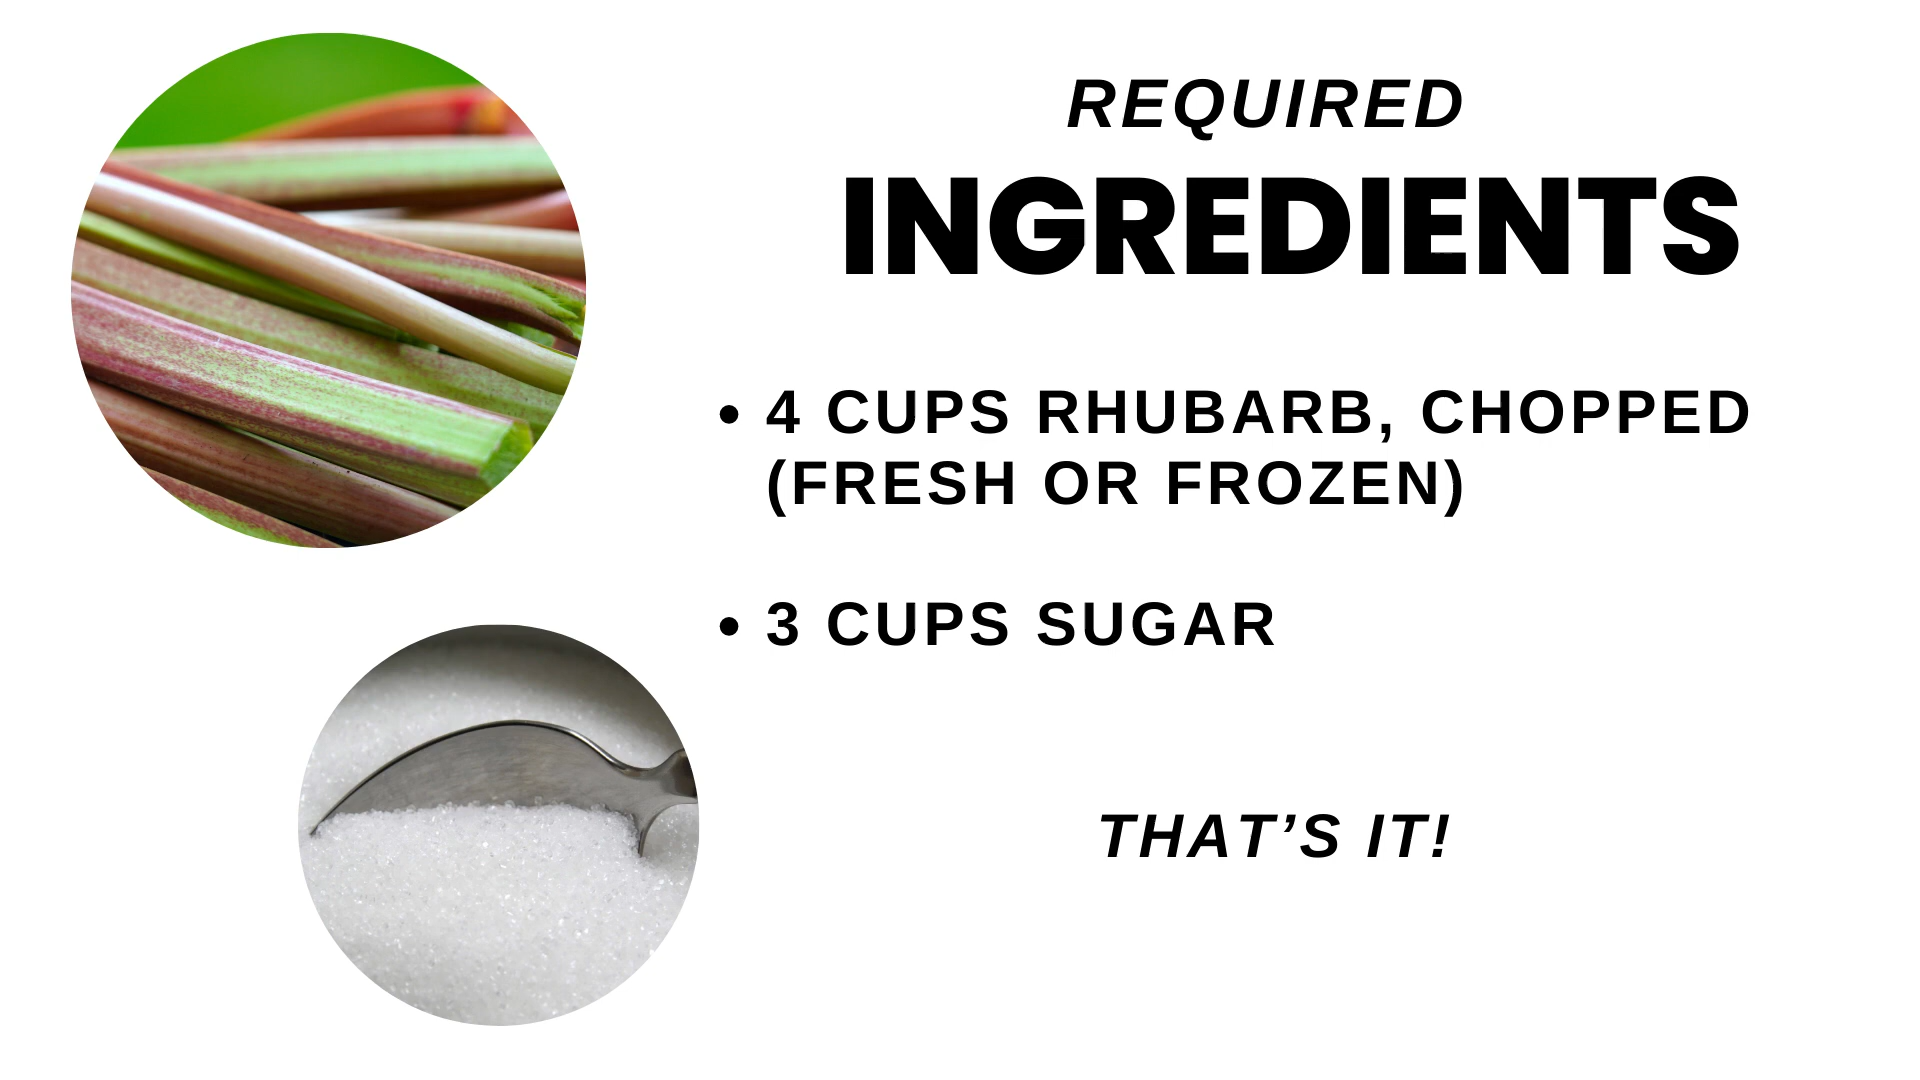 REQUIRED
INGREDIENTS
• 4 CUPS RHUBARB, CHOPPED
(FRESH OR FROZEN)
• 3 CUPS SUGAR
THAT’S IT!